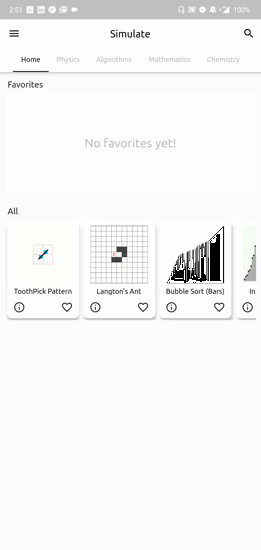 2:51 100%
Simulate
Home Physics Algorithms Mathematics Chemistry
Favorites
No favorites yet!
All
ToothPick Pattern Langton's Ant Bubble Sort (Bars) In